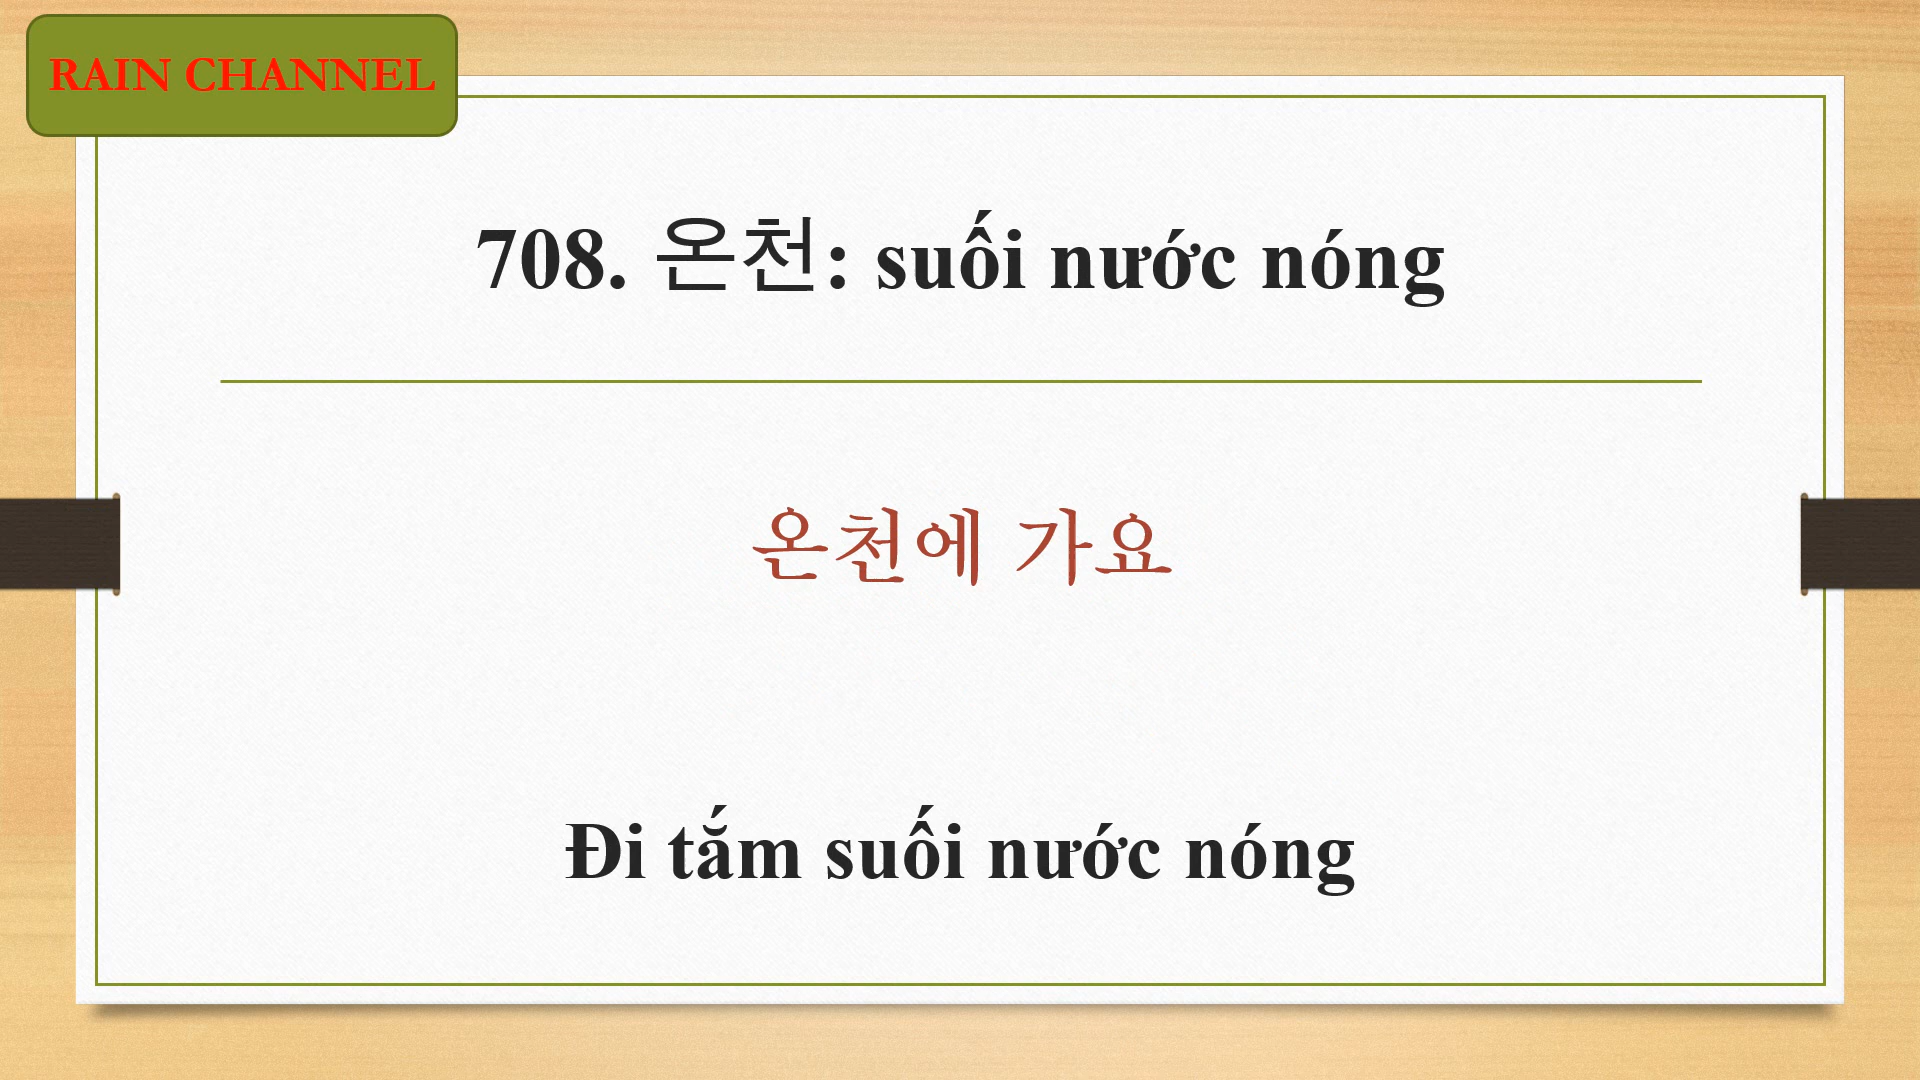 RAIN CHANNEL
708. 온천: suối nước nóng
온천에 가요
Đi tắm suối nước nóng